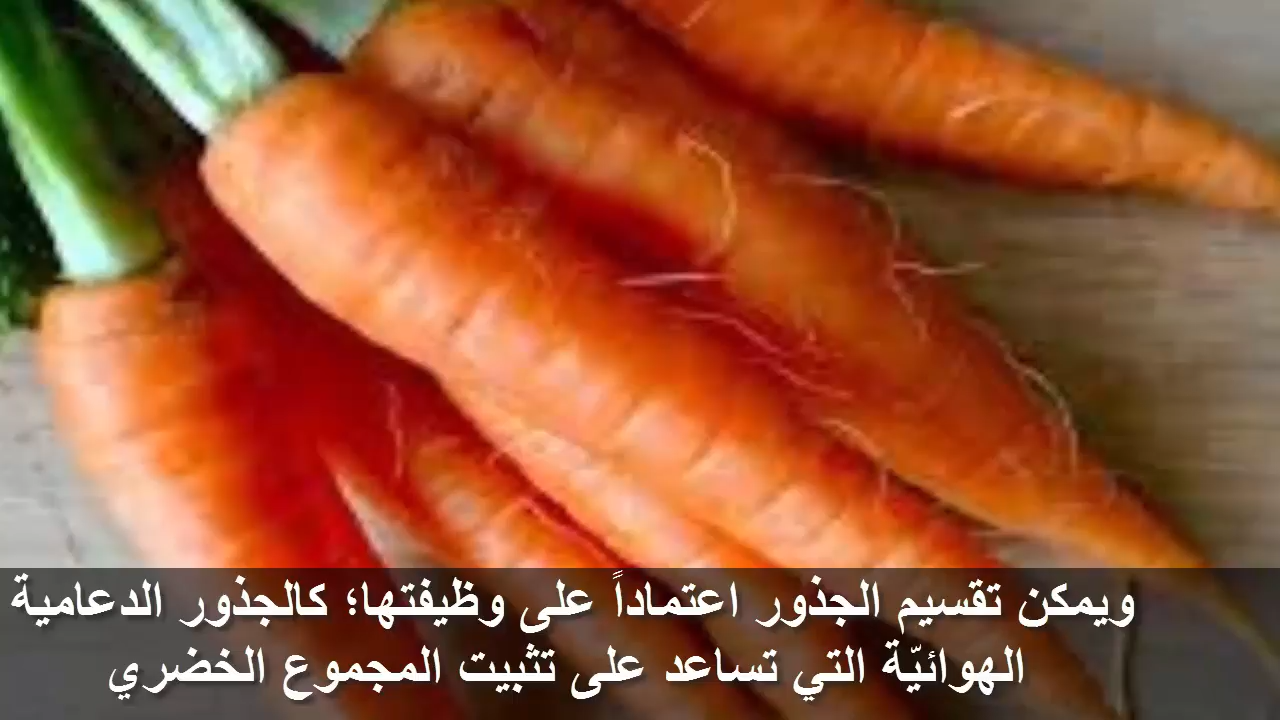 ويمكن تقسيم الجذور اعتماداً على وظيفتها؛ كالجذور الدعامية
الهوائيّة التي تساعد على تثبيت المجموع الخضري